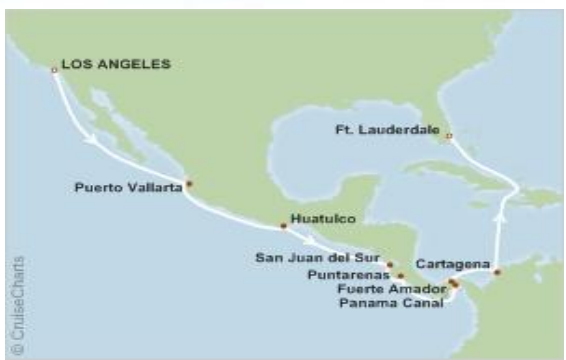 LOS ANGELES
Ft. Lauderdale
Puerto Vallarta
Huatulco
San Juan del Sur
Cartagena
Puntarenas
Fuerte Amador
Panama Canal
© CruiseCharts